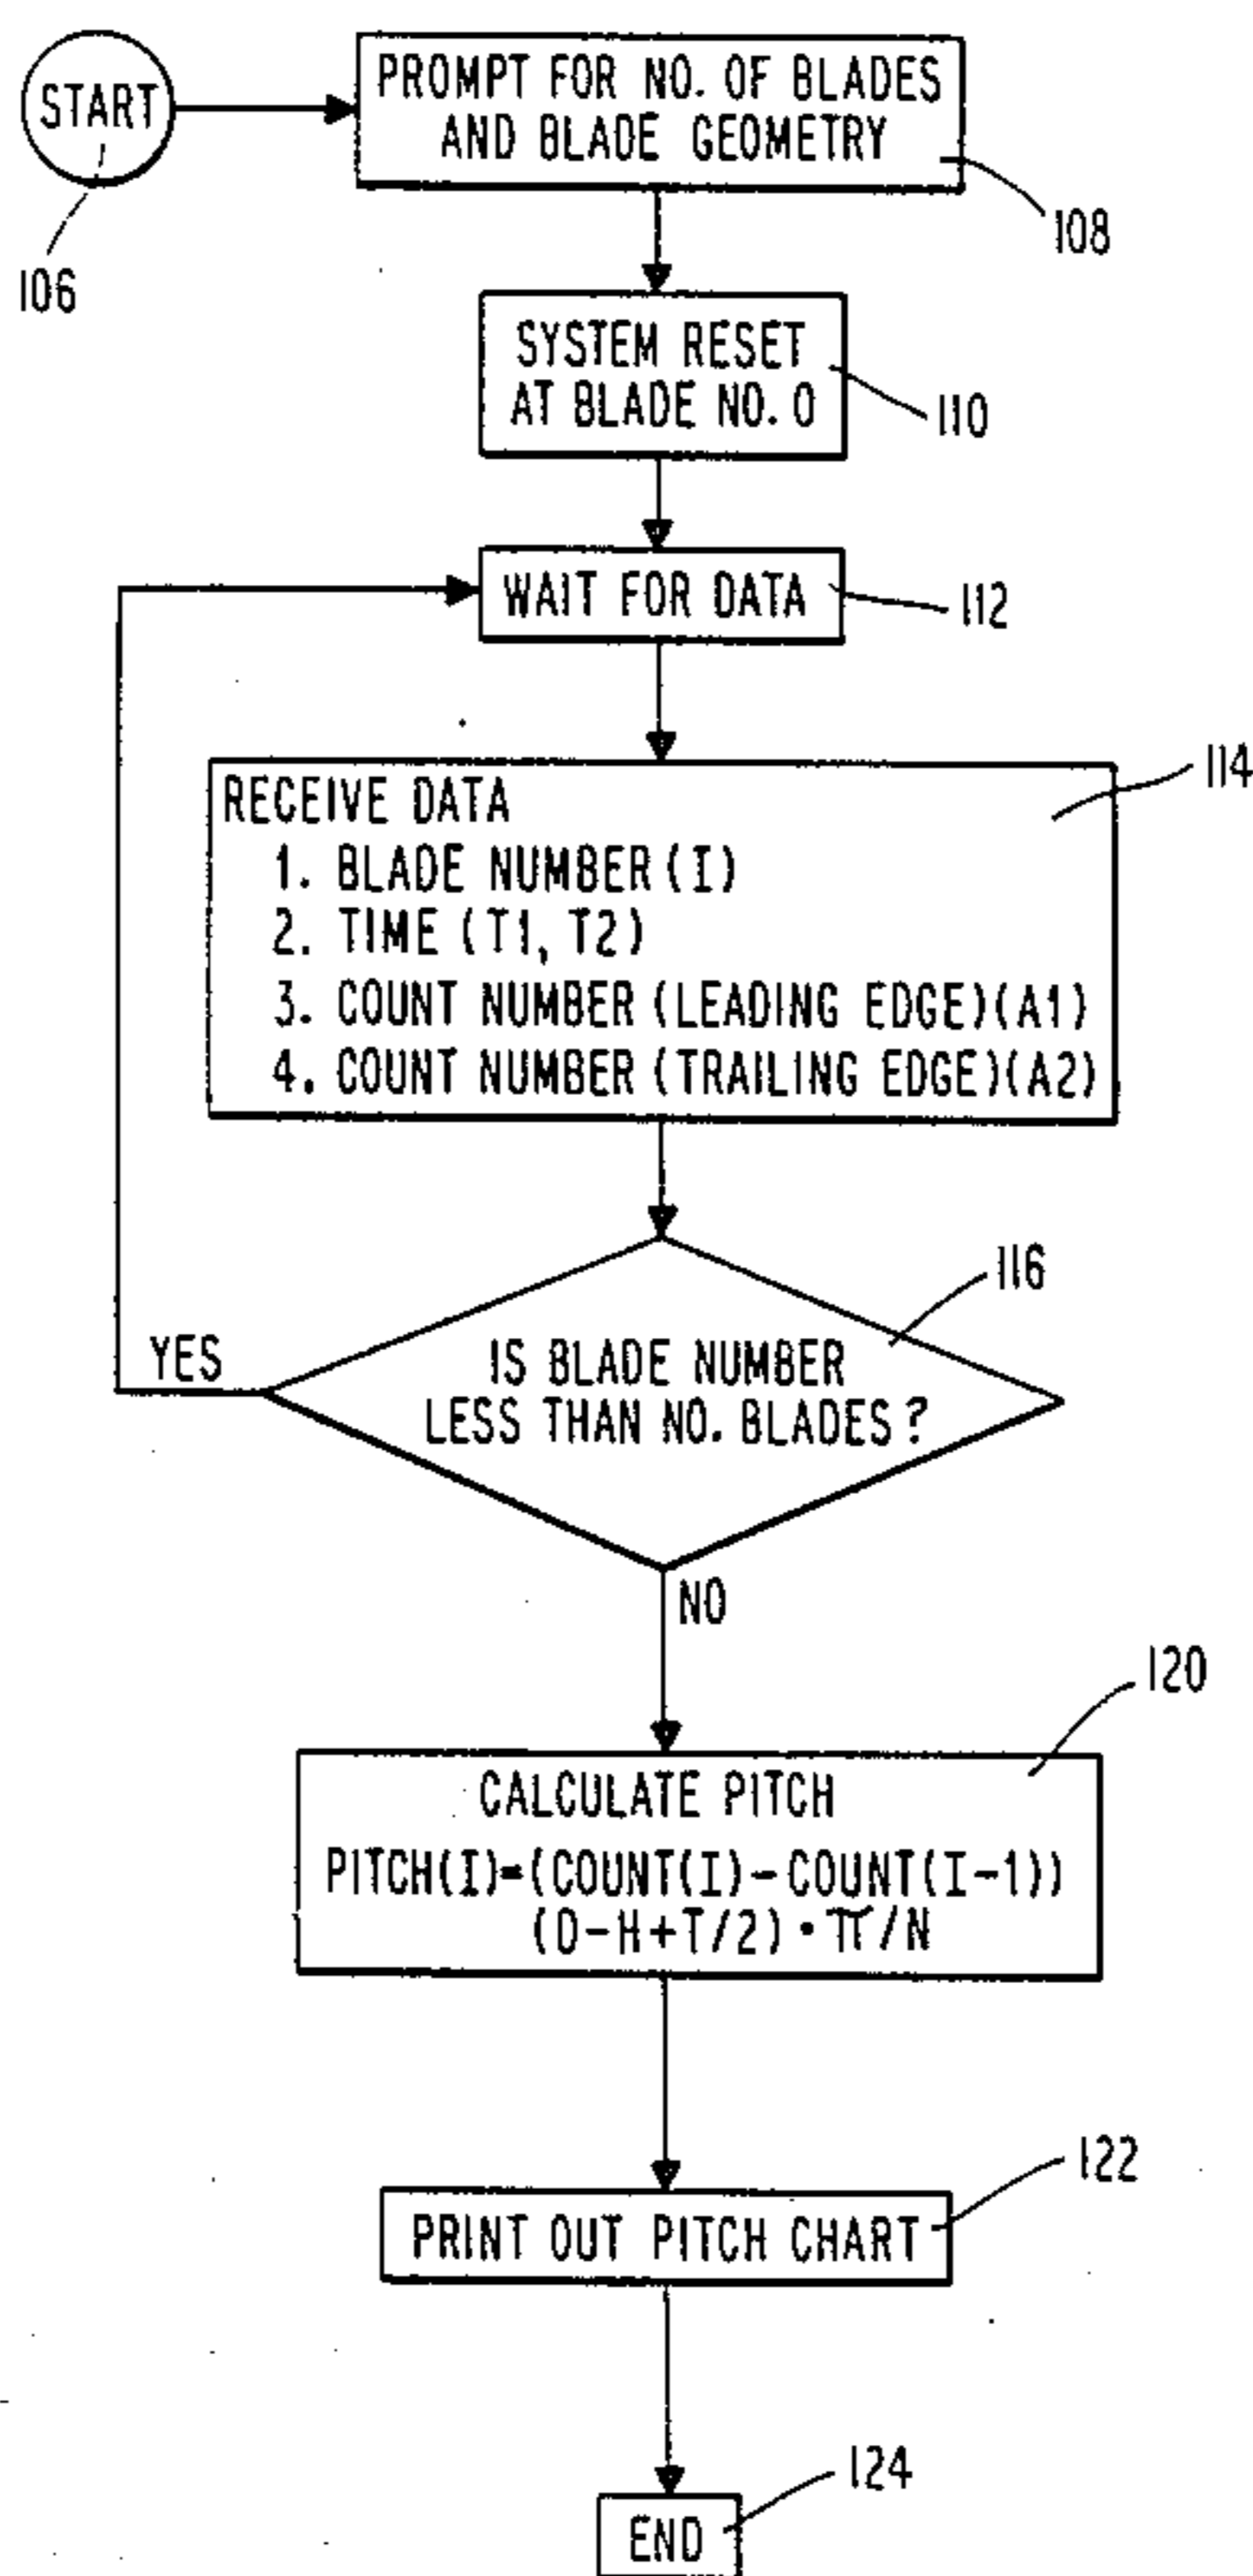 START
PROMPT FOR NO. OF BLADES
AND BLADE GEOMETRY
106
108
SYSTEM RESET
AT BLADE NO. 0
110
WAIT FOR DATA
112
RECEIVE DATA
1. BLADE NUMBER (I)
2. TIME (T1, T2)
3. COUNT NUMBER (LEADING EDGE)(A1)
4. COUNT NUMBER (TRAILING EDGE)(A2)
114
IS BLADE NUMBER
LESS THAN NO. BLADES?
116
YES
NO
CALCULATE PITCH
PITCH(I)=(COUNT(I)-COUNT(I-1))
(D-H+T/2)•π/N
120
PRINT OUT PITCH CHART
122
END
124